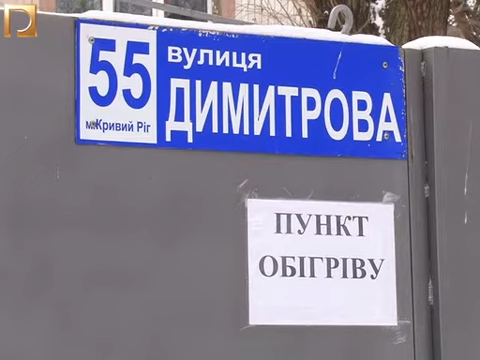 55
м.Кривий Ріг
вулиця
ДИМИТРОВА
ПУНКТ
ОБІГРІВУ